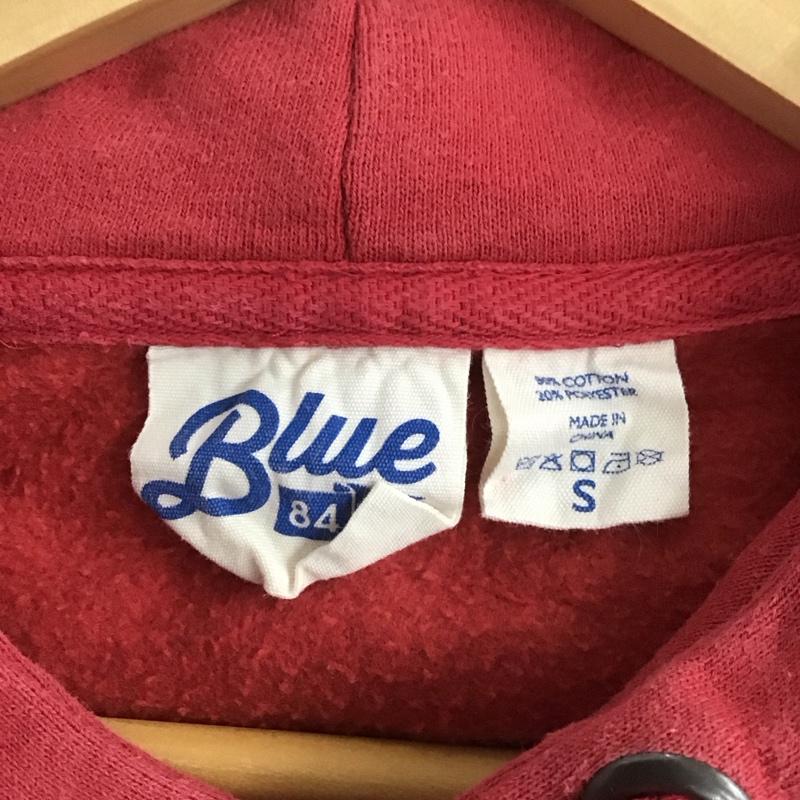 Blue
84
80% COTTON
20% POLYESTER
MADE IN
CHINA
S